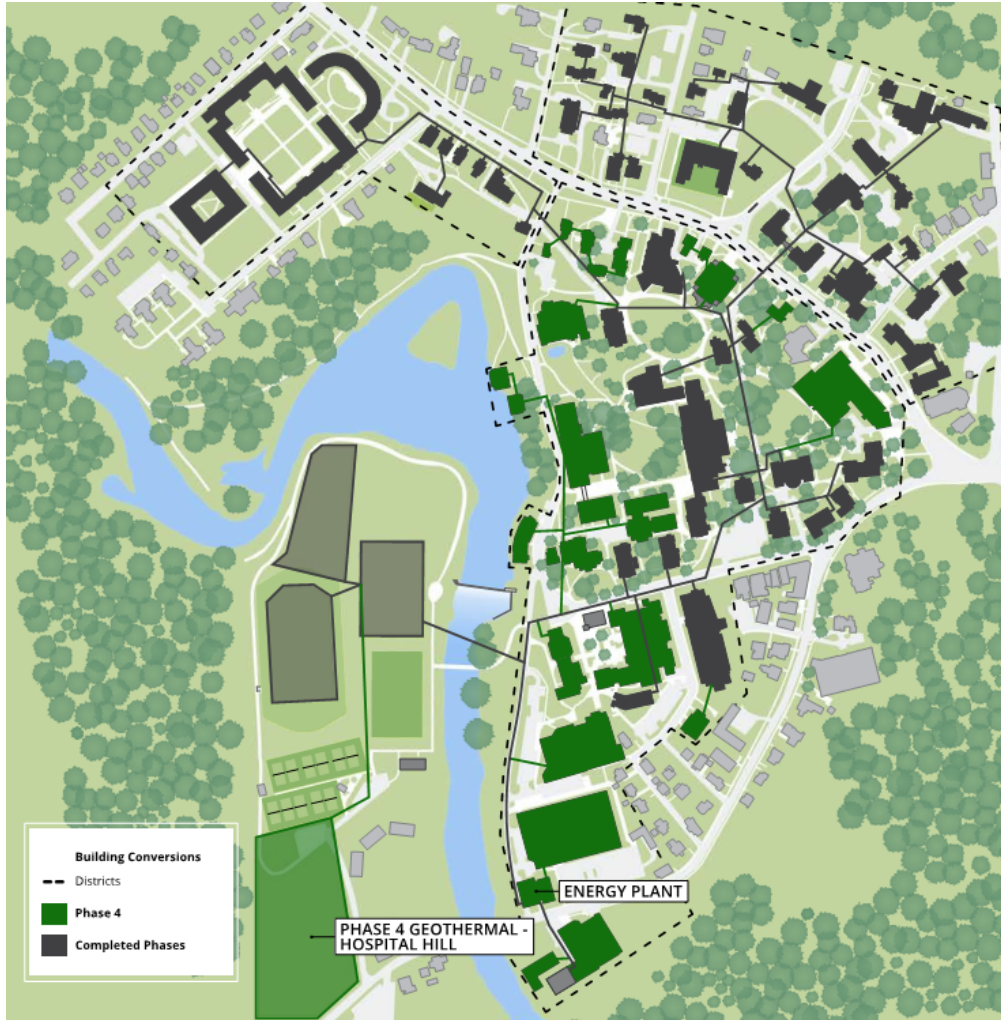 Building Conversions
Districts
Phase 4
Completed Phases
ENERGY PLANT
PHASE 4 GEOTHERMAL -
HOSPITAL HILL